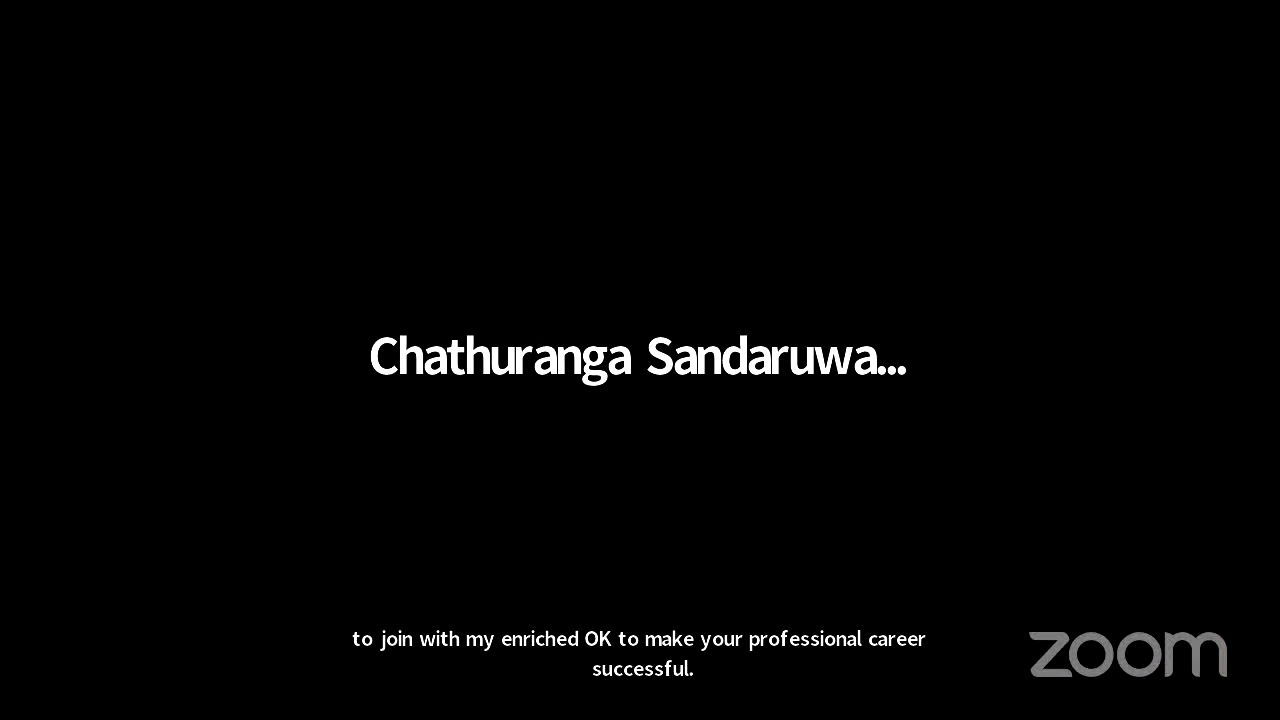 Chathuranga Sandaruwa...
to join with my enriched OK to make your professional career
successful.
zoom